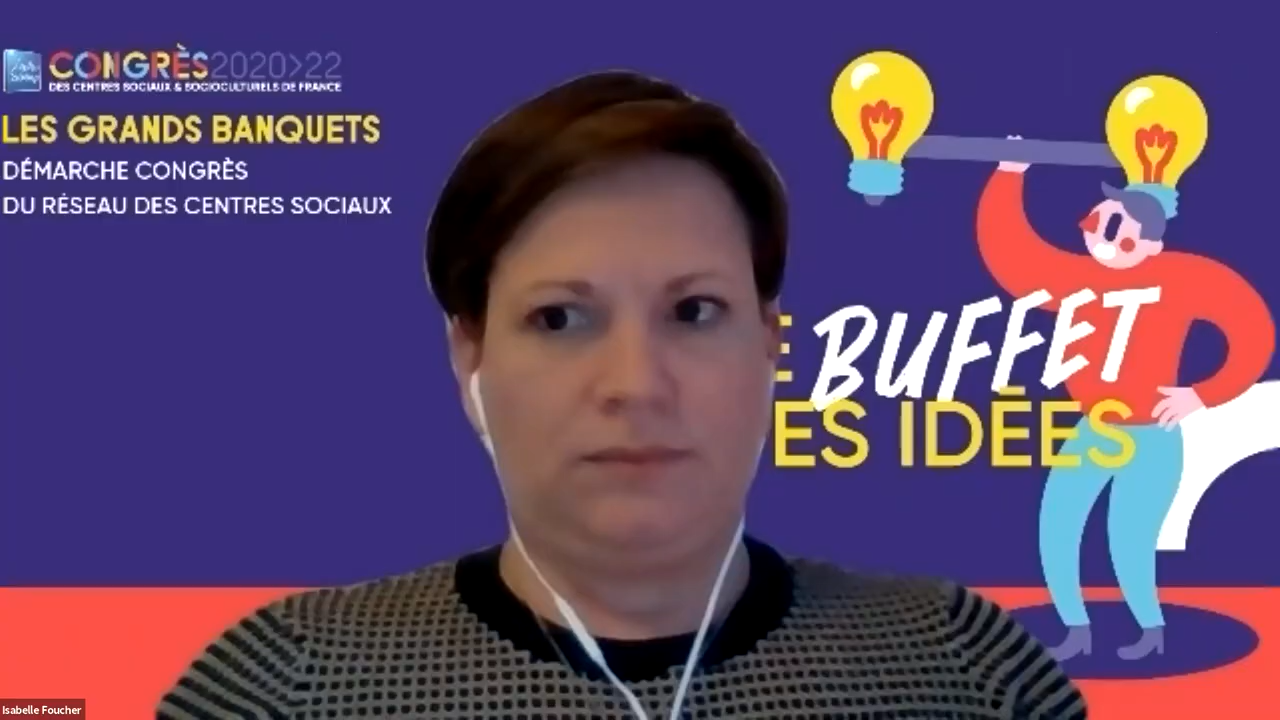 CONGRÈS2020>22
DES CENTRES SOCIAUX & SOCIOCULTURELS DE FRANCE
LES GRANDS BANQUETS
DÉMARCHE CONGRÈS
DU RÉSEAU DES CENTRES SOCIAUX
E BUFFET
ES IDÉES
Isabelle Foucher